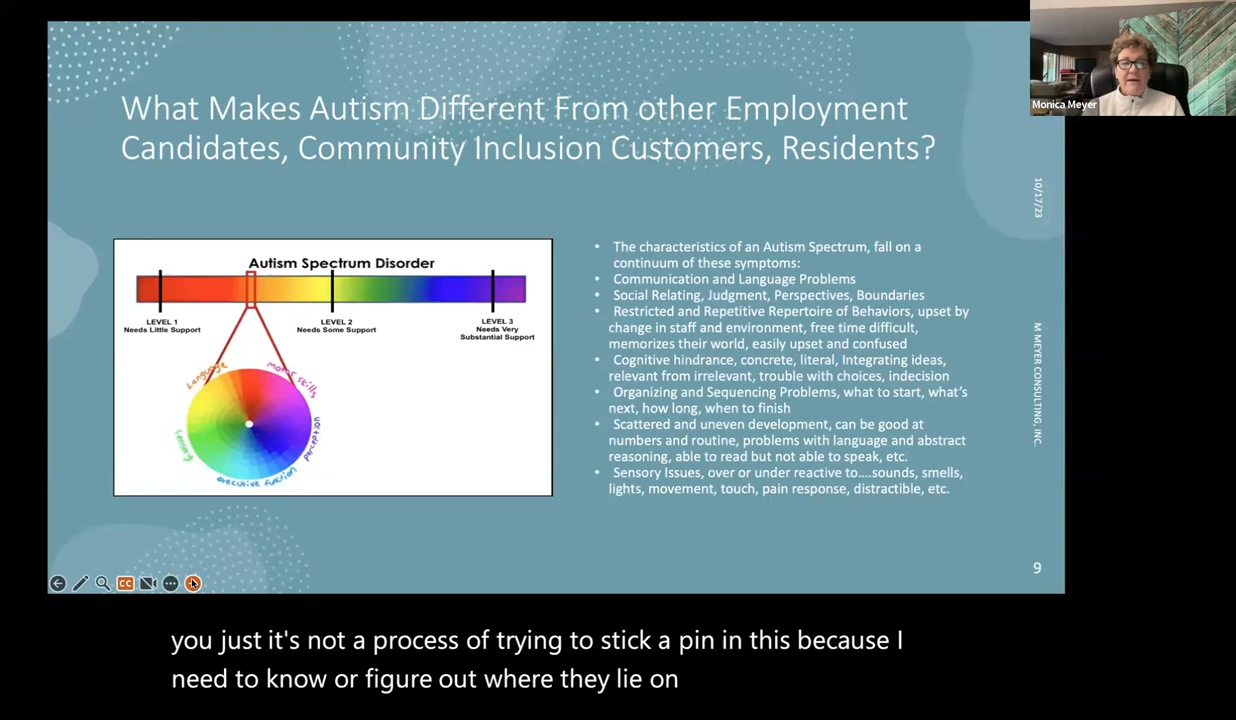 What Makes Autism Different From other Employment
Candidates, Community Inclusion Customers, Residents?
Monica Meyer
10/17/23
Autism Spectrum Disorder
LEVEL 1
Needs Little Support
LEVEL 2
Needs Some Support
LEVEL 3
Needs Very
Substantial Support
Language
motor skills
sensory
perception
executive function
• The characteristics of an Autism Spectrum, fall on a
continuum of these symptoms:
• Communication and Language Problems
• Social Relating, Judgment, Perspectives, Boundaries
• Restricted and Repetitive Repertoire of Behaviors, upset by
change in staff and environment, free time difficult,
memorizes their world, easily upset and confused
• Cognitive hindrance, concrete, literal, Integrating ideas,
relevant from irrelevant, trouble with choices, indecision
• Organizing and Sequencing Problems, what to start, what's
next, how long, when to finish
• Scattered and uneven development, can be good at
numbers and routine, problems with language and abstract
reasoning, able to read but not able to speak, etc.
• Sensory Issues, over or under reactive to....sounds, smells,
lights, movement, touch, pain response, distractible, etc.
M MEYER CONSULTING, INC.
9
CC
you just it's not a process of trying to stick a pin in this because I
need to know or figure out where they lie on